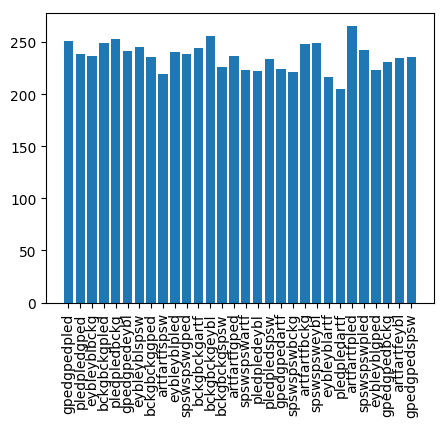 250
200
150
100
50
0
gpedgpedpled
pledpledgped
eybleyblbckg
bckgbckgpled
pledpledbckg
gpedgpedeybl
eybleyblspsw
bckgbckggped
artfartfspsw
eybleyblpled
spswspswgped
bckgbckgartf
bckgbckgeybl
bckgbckgspsw
artfartfgped
spswspswartf
pledpledeybl
pledpledspsw
gpedgpedartf
spswspswbckg
artfartfbckg
spswspsweybl
eybleyblartf
pledpledartf
artfartfpled
spswspswpled
eybleyblgped
gpedgpedbckg
artfartfeybl
gpedgpedspsw